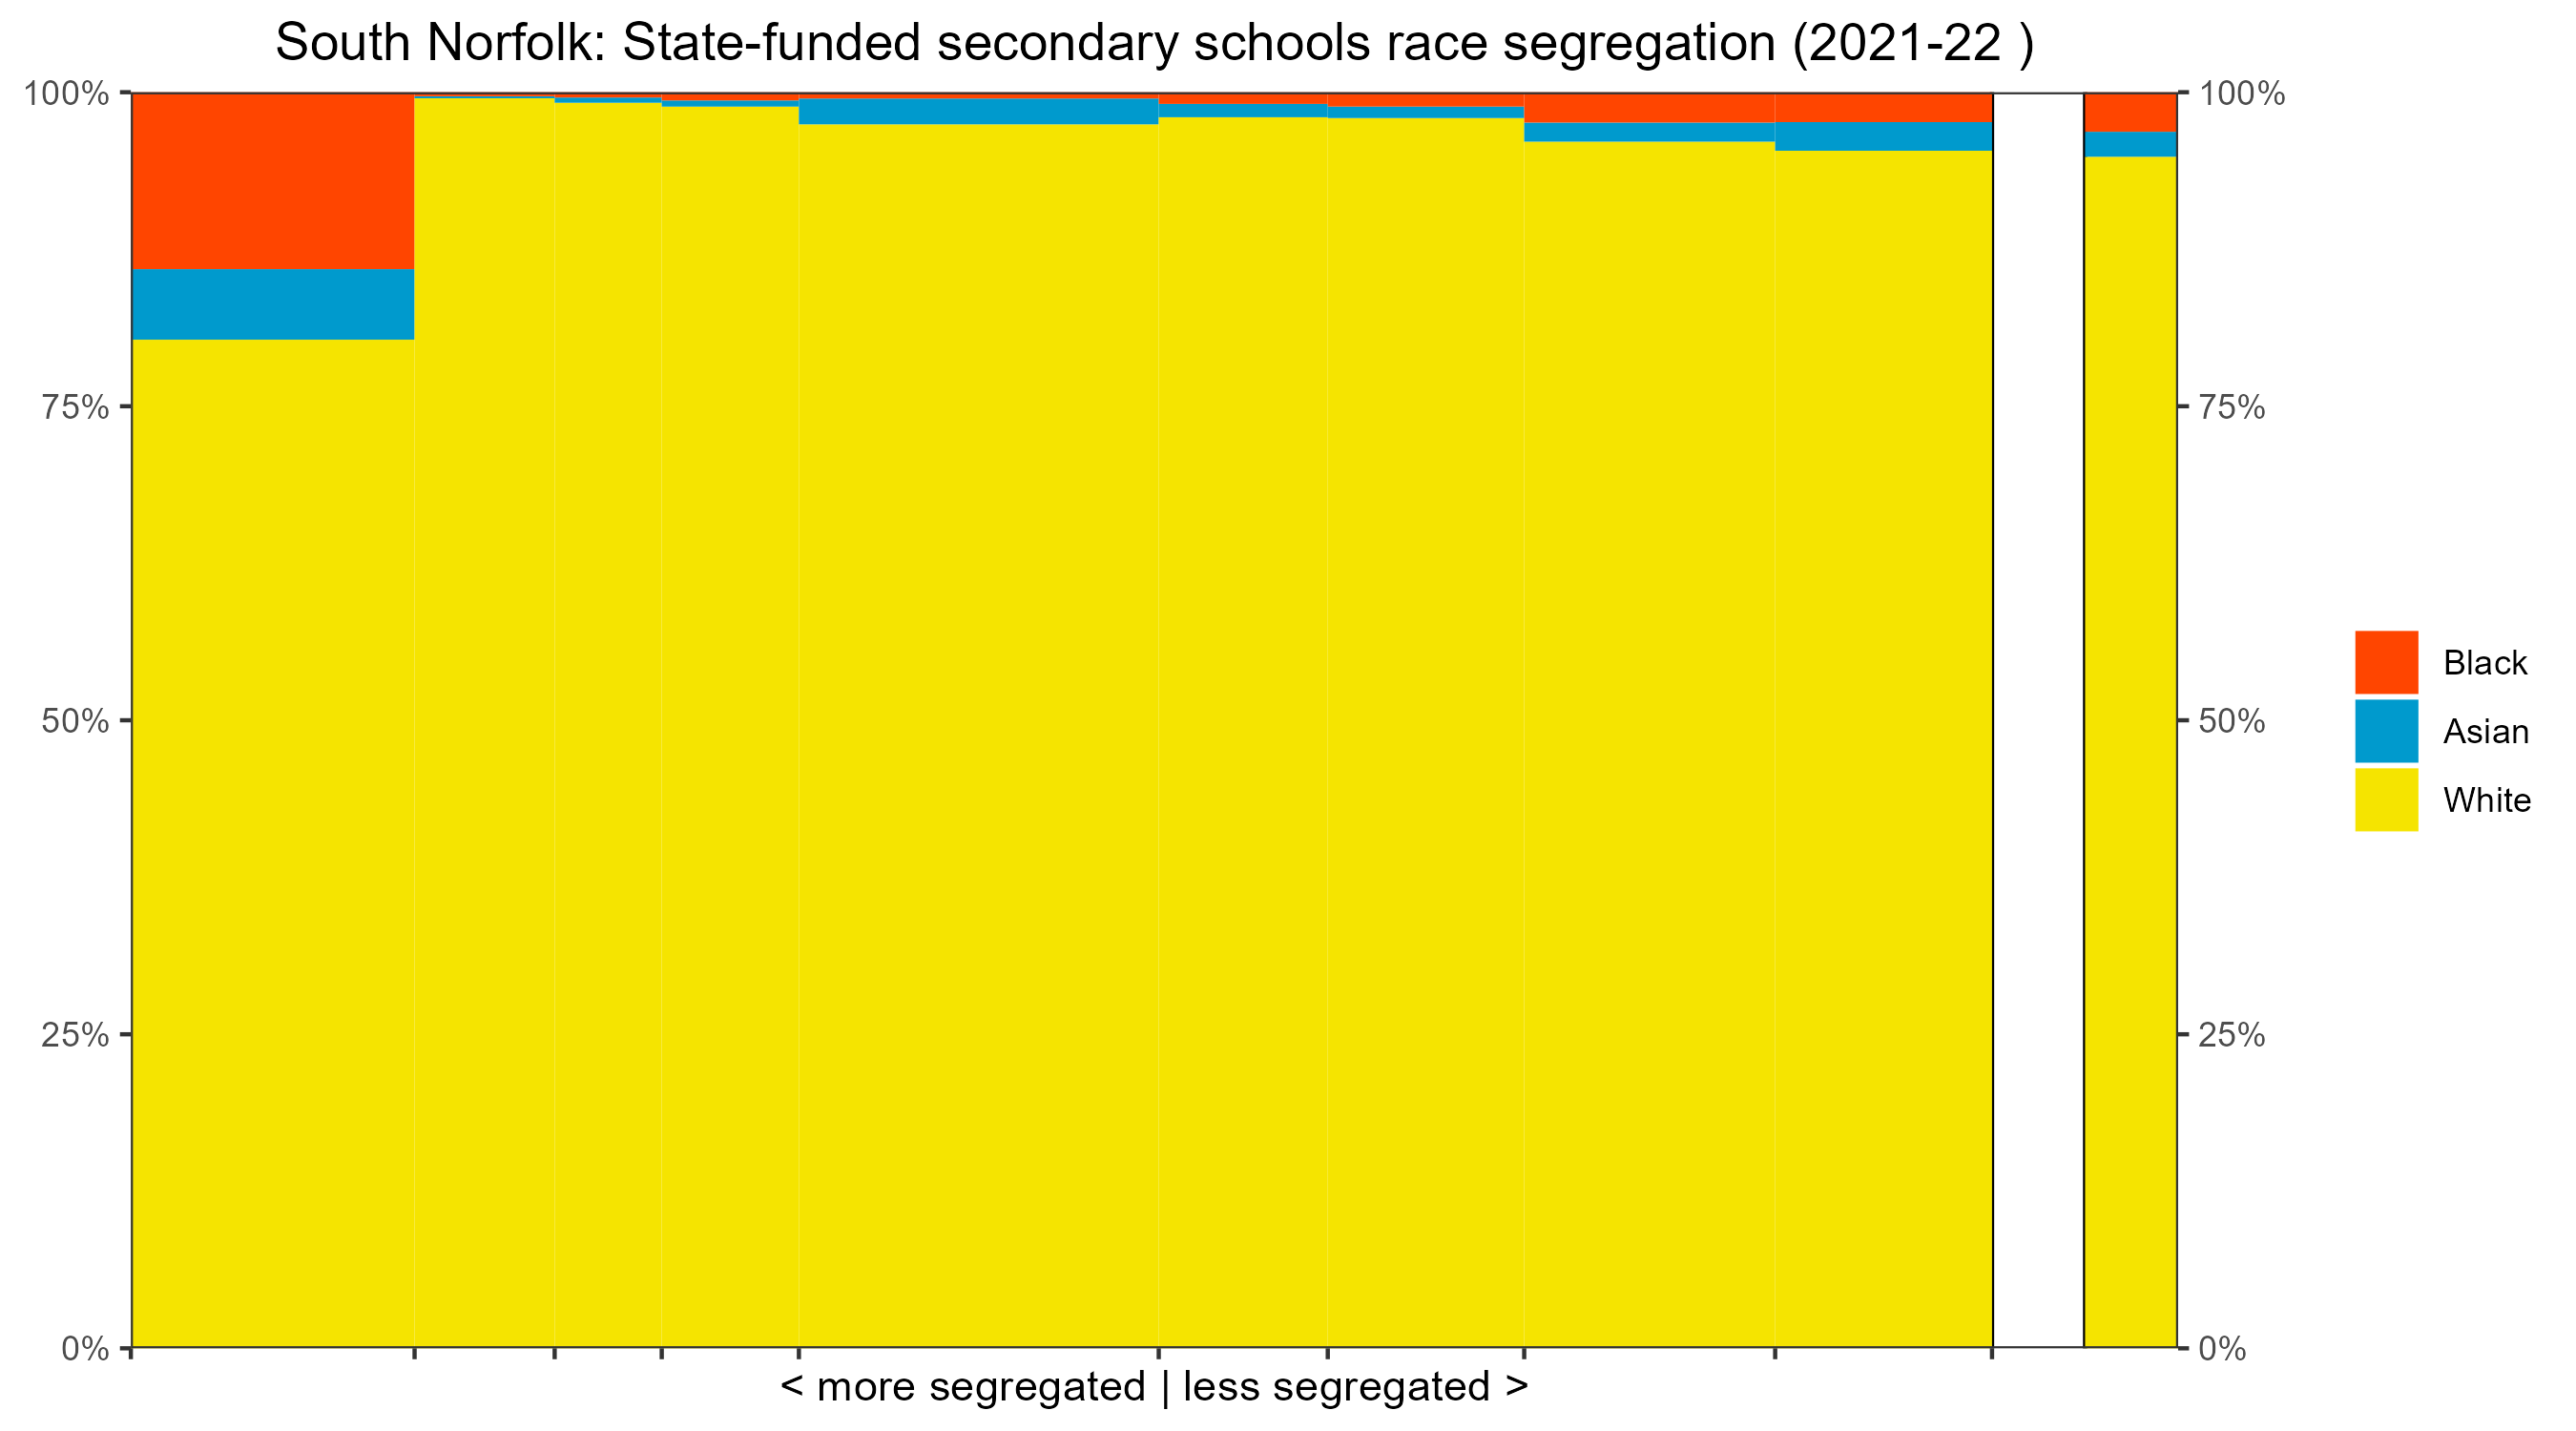 South Norfolk: State-funded secondary schools race segregation (2021-22 )
100%
75%
50%
25%
0%
100%
75%
50%
25%
0%
Black
Asian
White
< more segregated | less segregated >